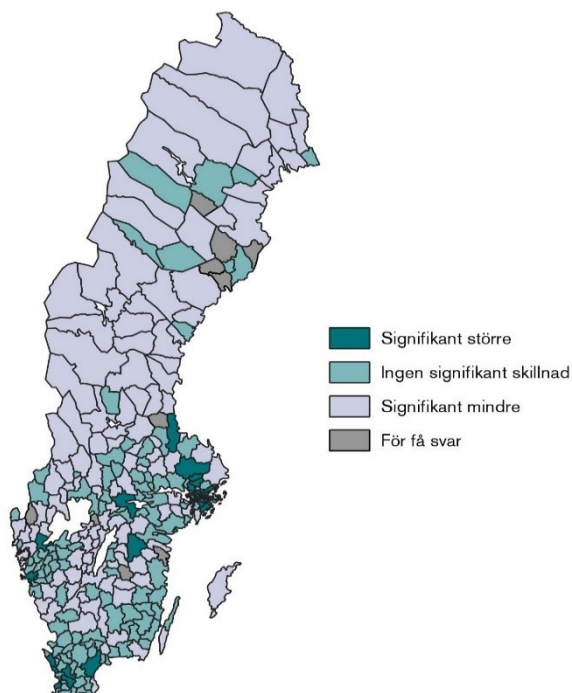 Signifikant större
Ingen signifikant skillnad
Signifikant mindre
För få svar